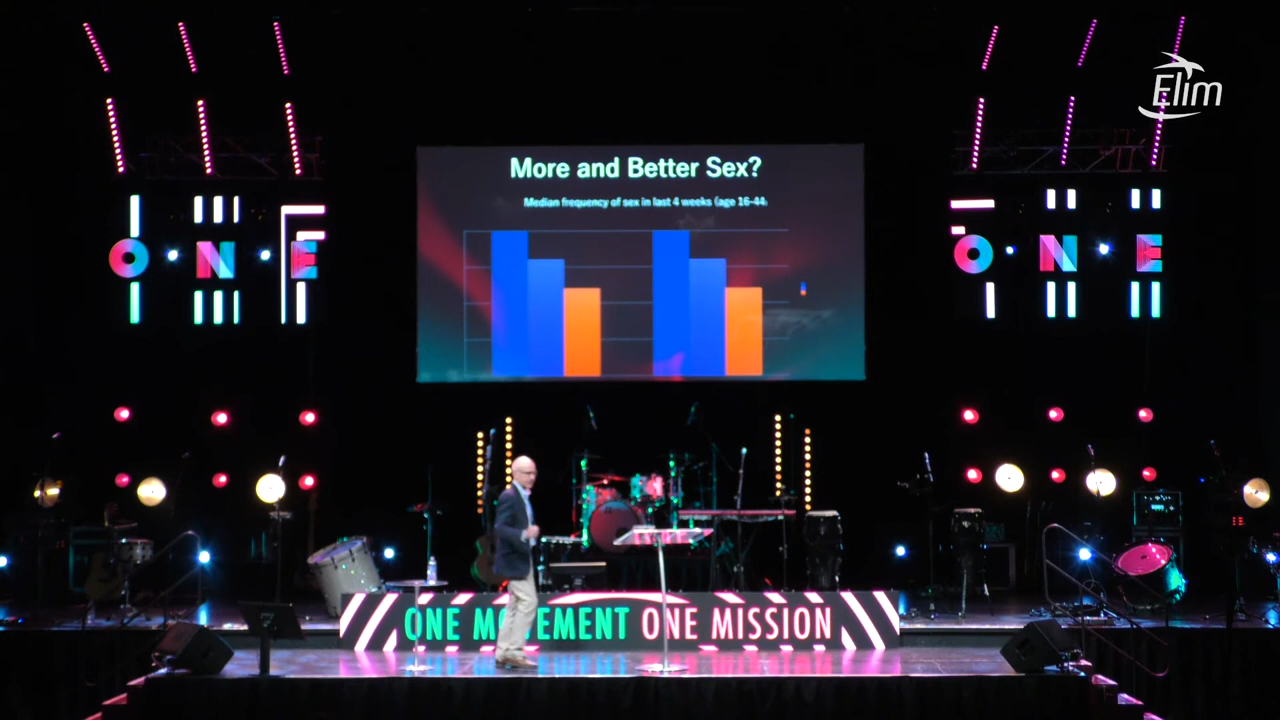 Elim
More and Better Sex?
Median frequency of sex in last 4 weeks (age 16-44
ONE
ONE
ONE MOVEMENT ONE MISSION